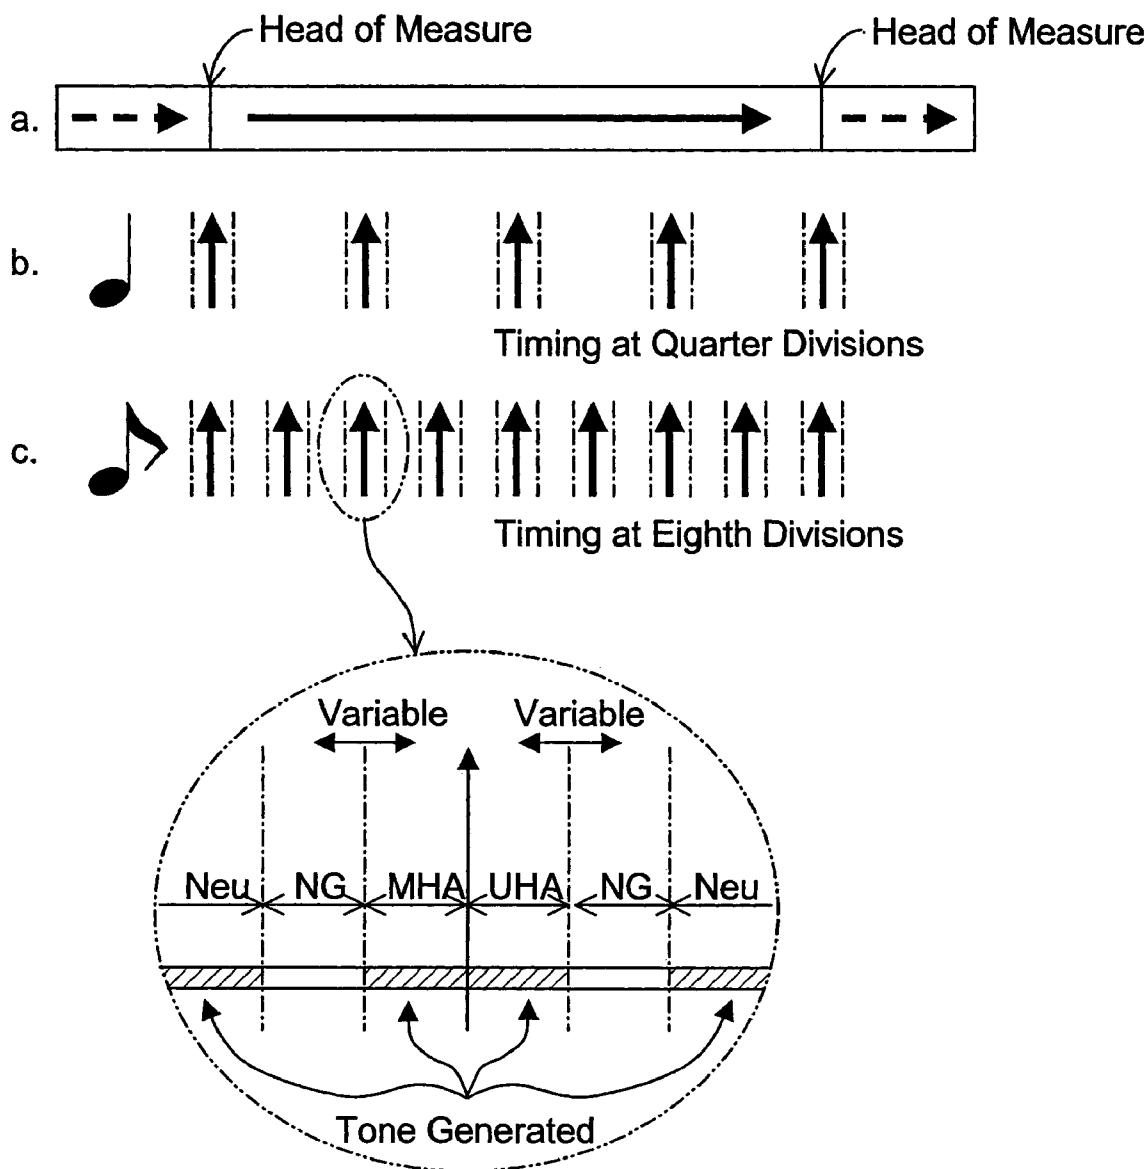 Head of Measure
Head of Measure
a.
b.
Timing at Quarter Divisions
c.
Timing at Eighth Divisions
Variable Variable
Neu NG MHA UHA NG Neu
Tone Generated